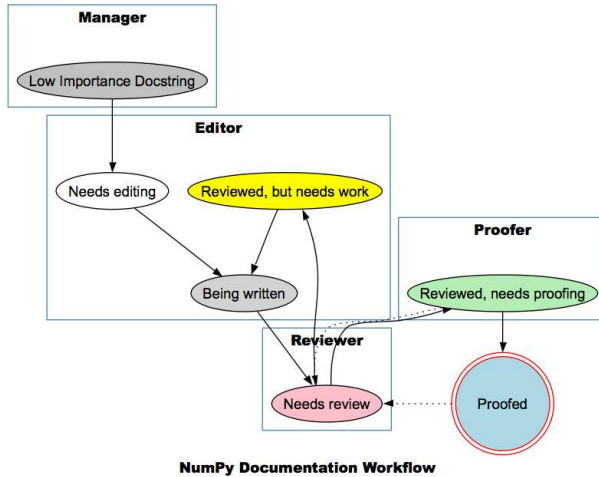 Manager
Low Importance Docstring
Editor
Needs editing
Reviewed, but needs work
Proofer
Being written
Reviewed, needs proofing
Reviewer
Needs review
Proofed
NumPy Documentation Workflow